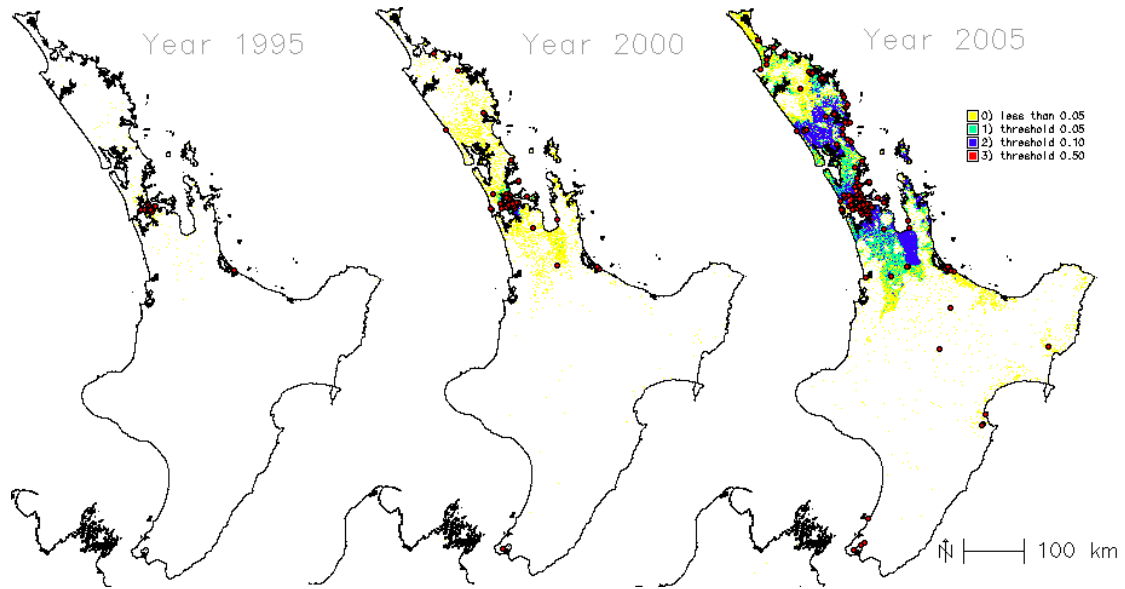 Year 1995
Year 2000
Year 2005
0) less than 0.05
1) threshold 0.05
2) threshold 0.10
3) threshold 0.50
N
100 km